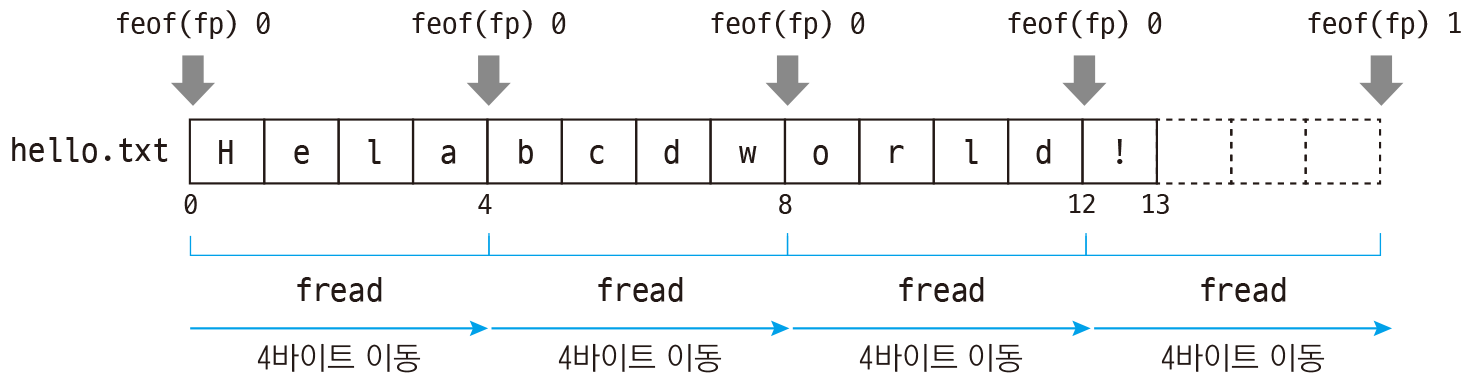 feof(fp) 0 feof(fp) 0 feof(fp) 0 feof(fp) 0 feof(fp) 1
hello.txt H e l a b c d w o r l d !
0 4 8 12 13
fread fread fread fread
4바이트 이동 4바이트 이동 4바이트 이동 4바이트 이동